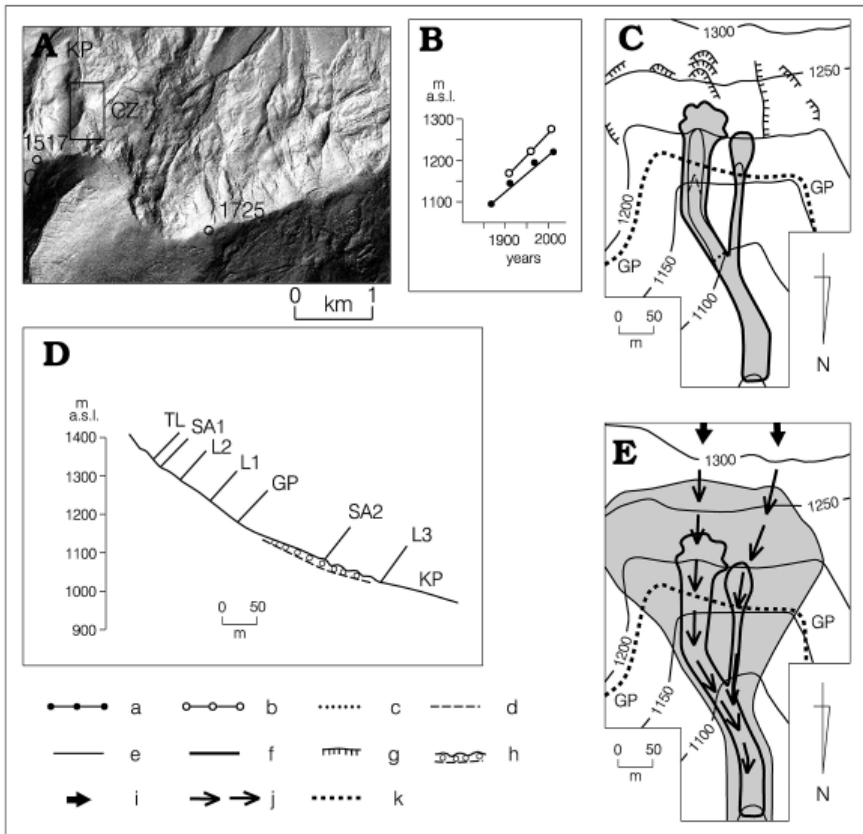 A
KP
CZ
1517
1725
0 km 1
B
m
a.s.l.
1300
1200
1100
1900 2000
years
C
1300
1250
1200
1150
1100
GP
GP
0 50
m
N
D
m
a.s.l.
1400
1300
1200
1100
1000
900
TL
SA1
L2
L1
GP
SA2
L3
KP
0 50
m
E
1300
1250
1200
1150
1100
GP
GP
0 50
m
N
a b c d
e f g h
i j k